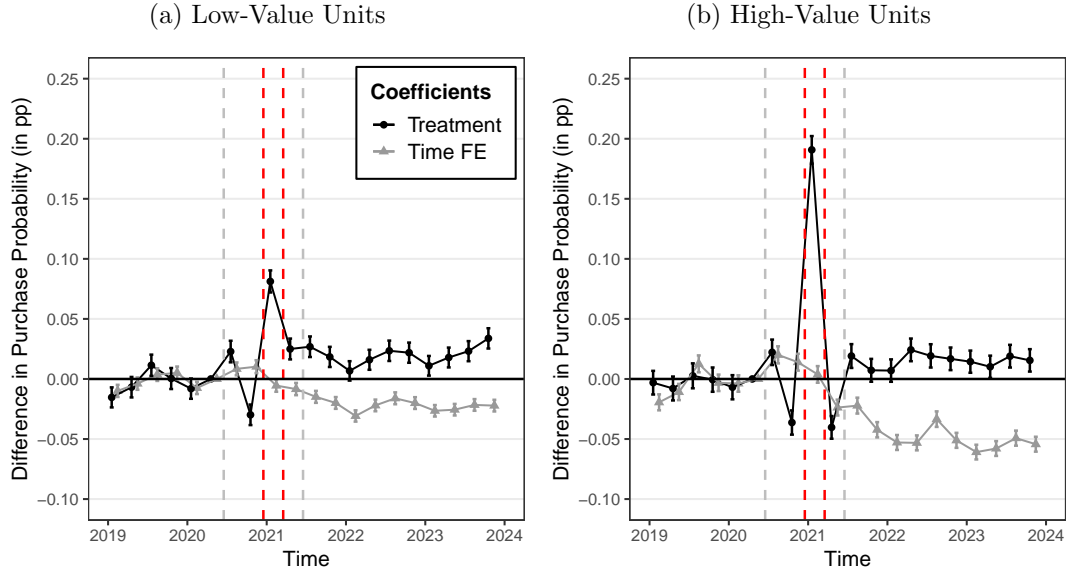 (a) Low-Value Units
Difference in Purchase Probability (in pp)
0.25
0.20
0.15
0.10
0.05
0.00
−0.05
−0.10
Coefficients
Treatment
Time FE
2019 2020 2021 2022 2023 2024
Time
(b) High-Value Units
Difference in Purchase Probability (in pp)
0.25
0.20
0.15
0.10
0.05
0.00
−0.05
−0.10
2019 2020 2021 2022 2023 2024
Time